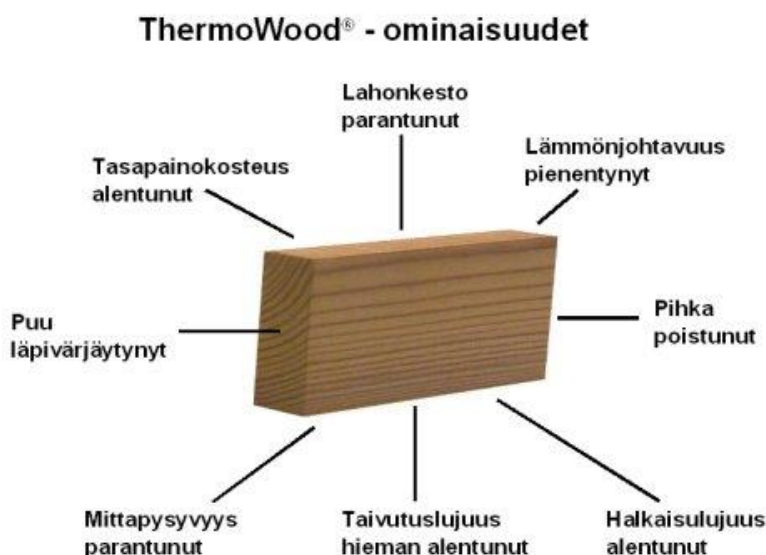 ThermoWood® - ominaisuudet
Lahonkesto
parantunut
Lämmönjohtavuus
pienentynyt
Tasapainokosteus
alentunut
Puu
läpivärjäytynyt
Pihka
poistunut
Mittapysyvyys
parantunut
Taivutuslujuus
hieman alentunut
Halkaisulujuus
alentunut